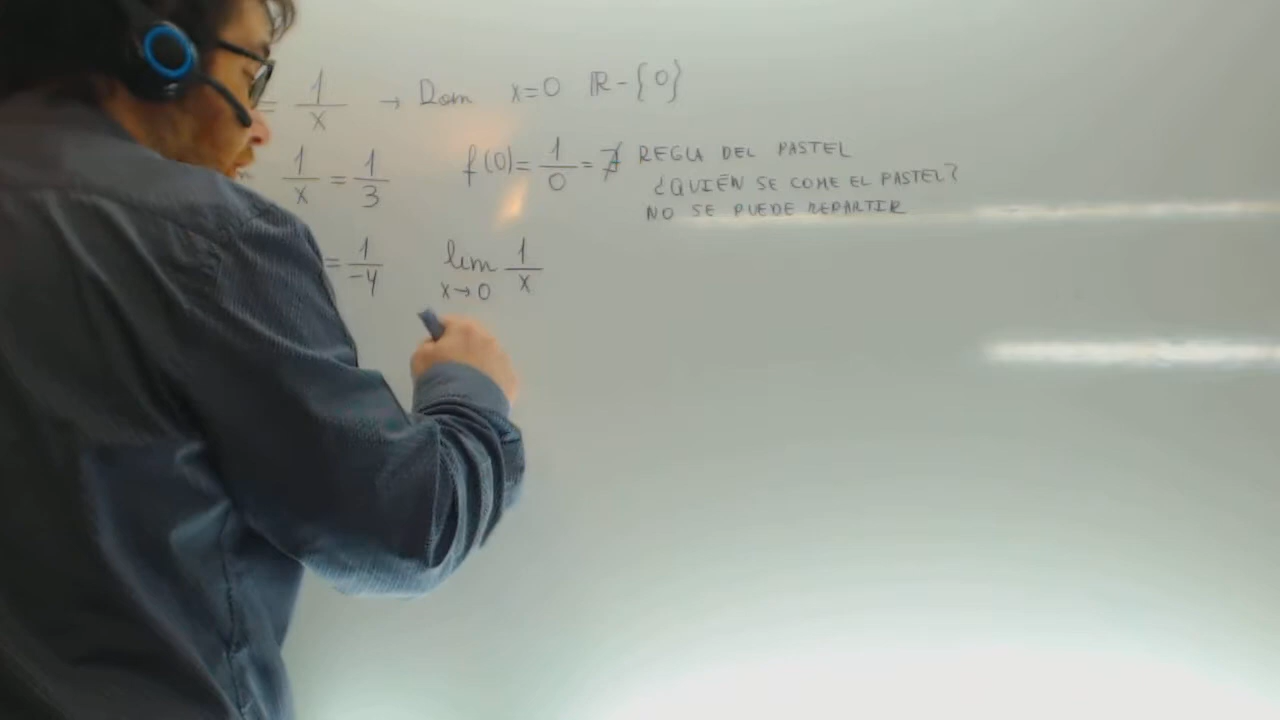 = 1/x → Dom x=0 ℝ-{0}
1/x = 1/3 f(0)= 1/0 = ∄ REGLA DEL PASTEL
¿QUIÉN SE COME EL PASTEL?
NO SE PUEDE REPARTIR
= 1/-4 lim x→0 1/x